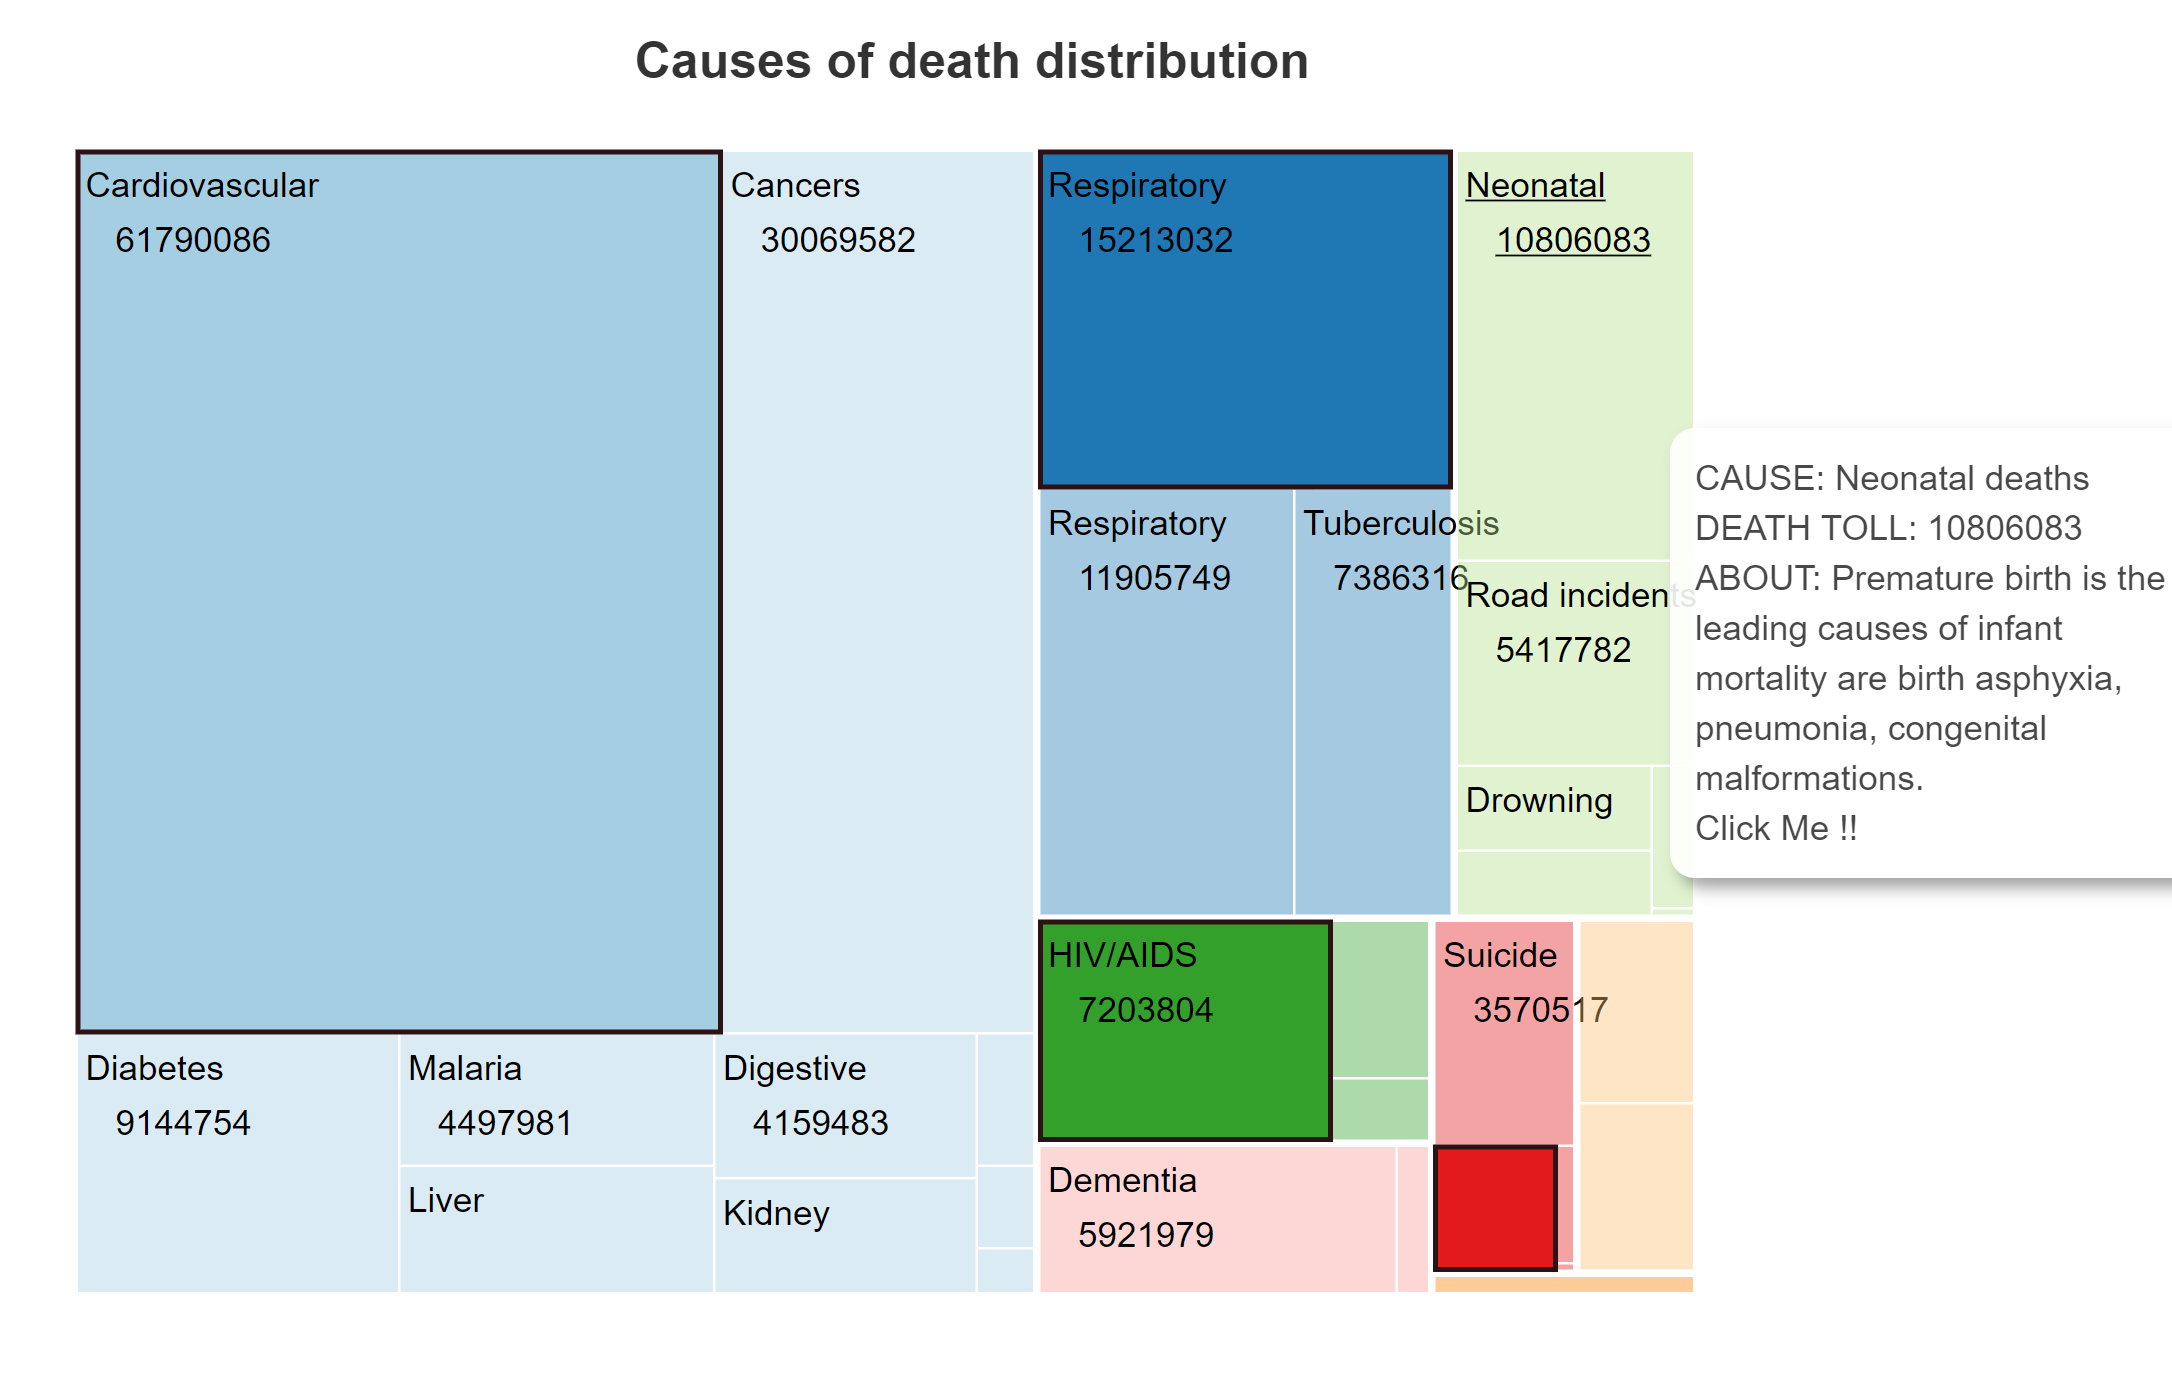 Causes of death distribution
Cardiovascular
61790086
Cancers
30069582
Respiratory
15213032
Neonatal
10806083
Respiratory
11905749
Tuberculosis
7386316
Road incidents
5417782
Drowning
CAUSE: Neonatal deaths
DEATH TOLL: 10806083
ABOUT: Premature birth is the
leading causes of infant
mortality are birth asphyxia,
pneumonia, congenital
malformations.
Click Me !!
HIV/AIDS
7203804
Suicide
3570517
Diabetes
9144754
Malaria
4497981
Digestive
4159483
Liver
Kidney
Dementia
5921979